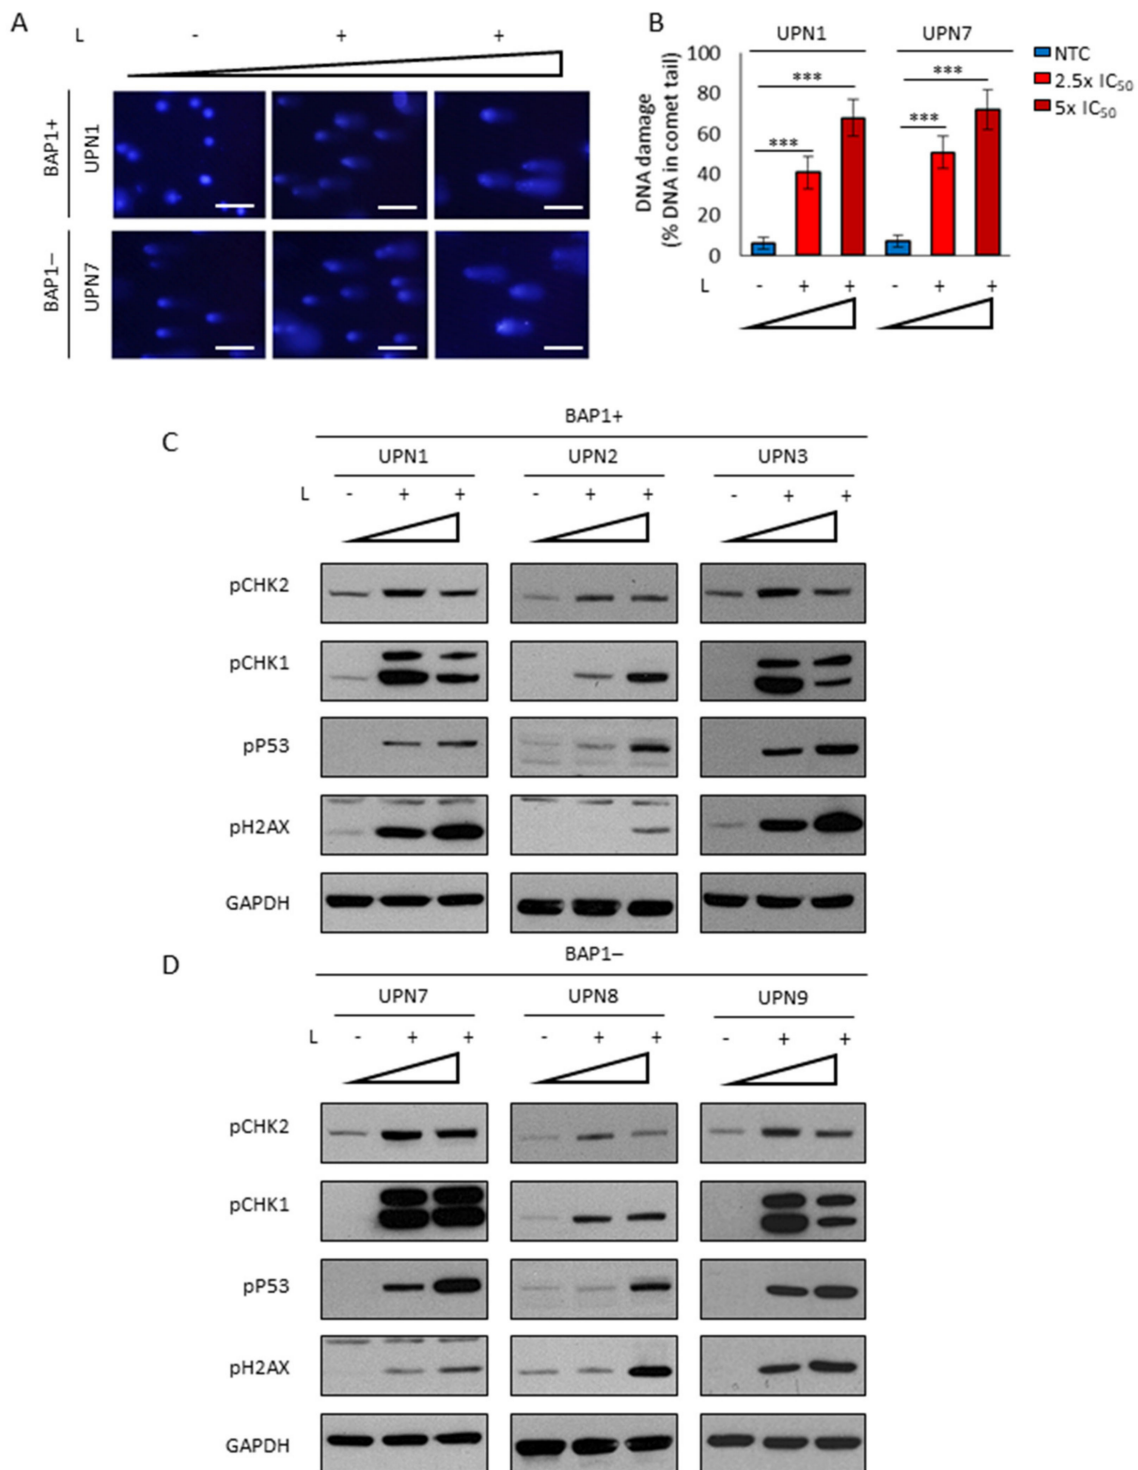 A
L - + +
BAP1+
UPN1
BAP1–
UPN7
B
UPN1 UPN7
*** ***
*** ***
DNA damage
(% DNA in comet tail)
100
80
60
40
20
0
L - + + - + +
NTC
2.5x IC50
5x IC50
C
BAP1+
UPN1 UPN2 UPN3
L - + + - + + - + +
pCHK2
pCHK1
pP53
pH2AX
GAPDH
D
BAP1–
UPN7 UPN8 UPN9
L - + + - + + - + +
pCHK2
pCHK1
pP53
pH2AX
GAPDH